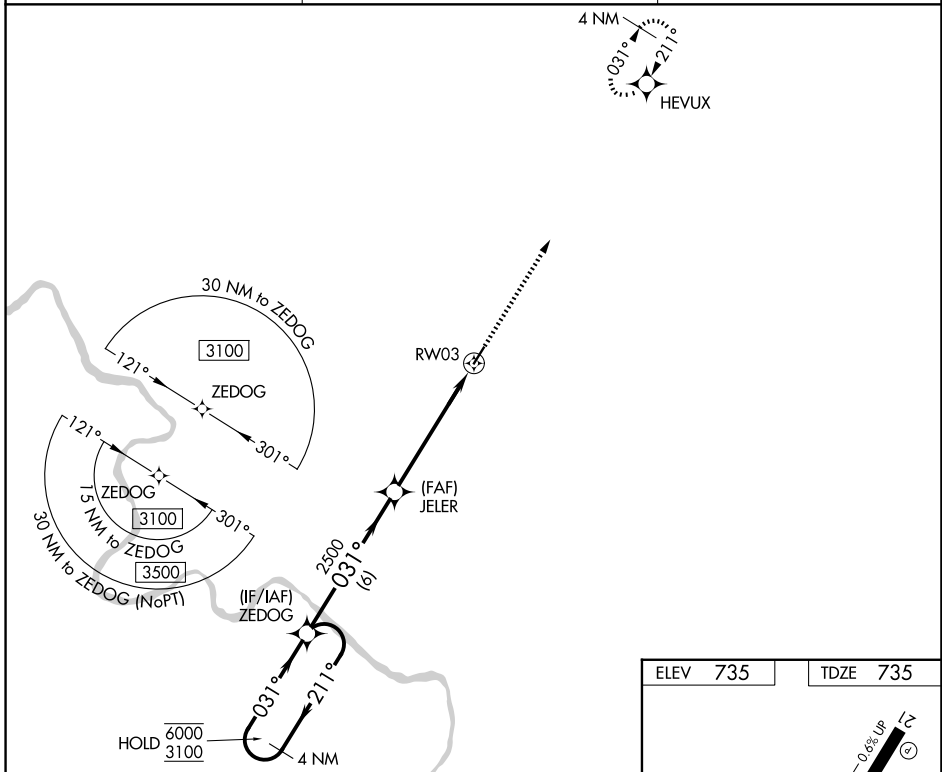 4 NM
031°
211°
HEVUX
30 NM to ZEDOG
3100
121°
ZEDOG
301°
RW03
121°
ZEDOG
301°
3100
15 NM to ZEDOG
3500
30 NM to ZEDOG (NoPT)
(FAF)
JELER
2500
031°
(6)
(IF/IAF)
ZEDOG
031°
211°
HOLD 6000
3100
4 NM
ELEV 735
TDZE 735
21
0.6% UP
P